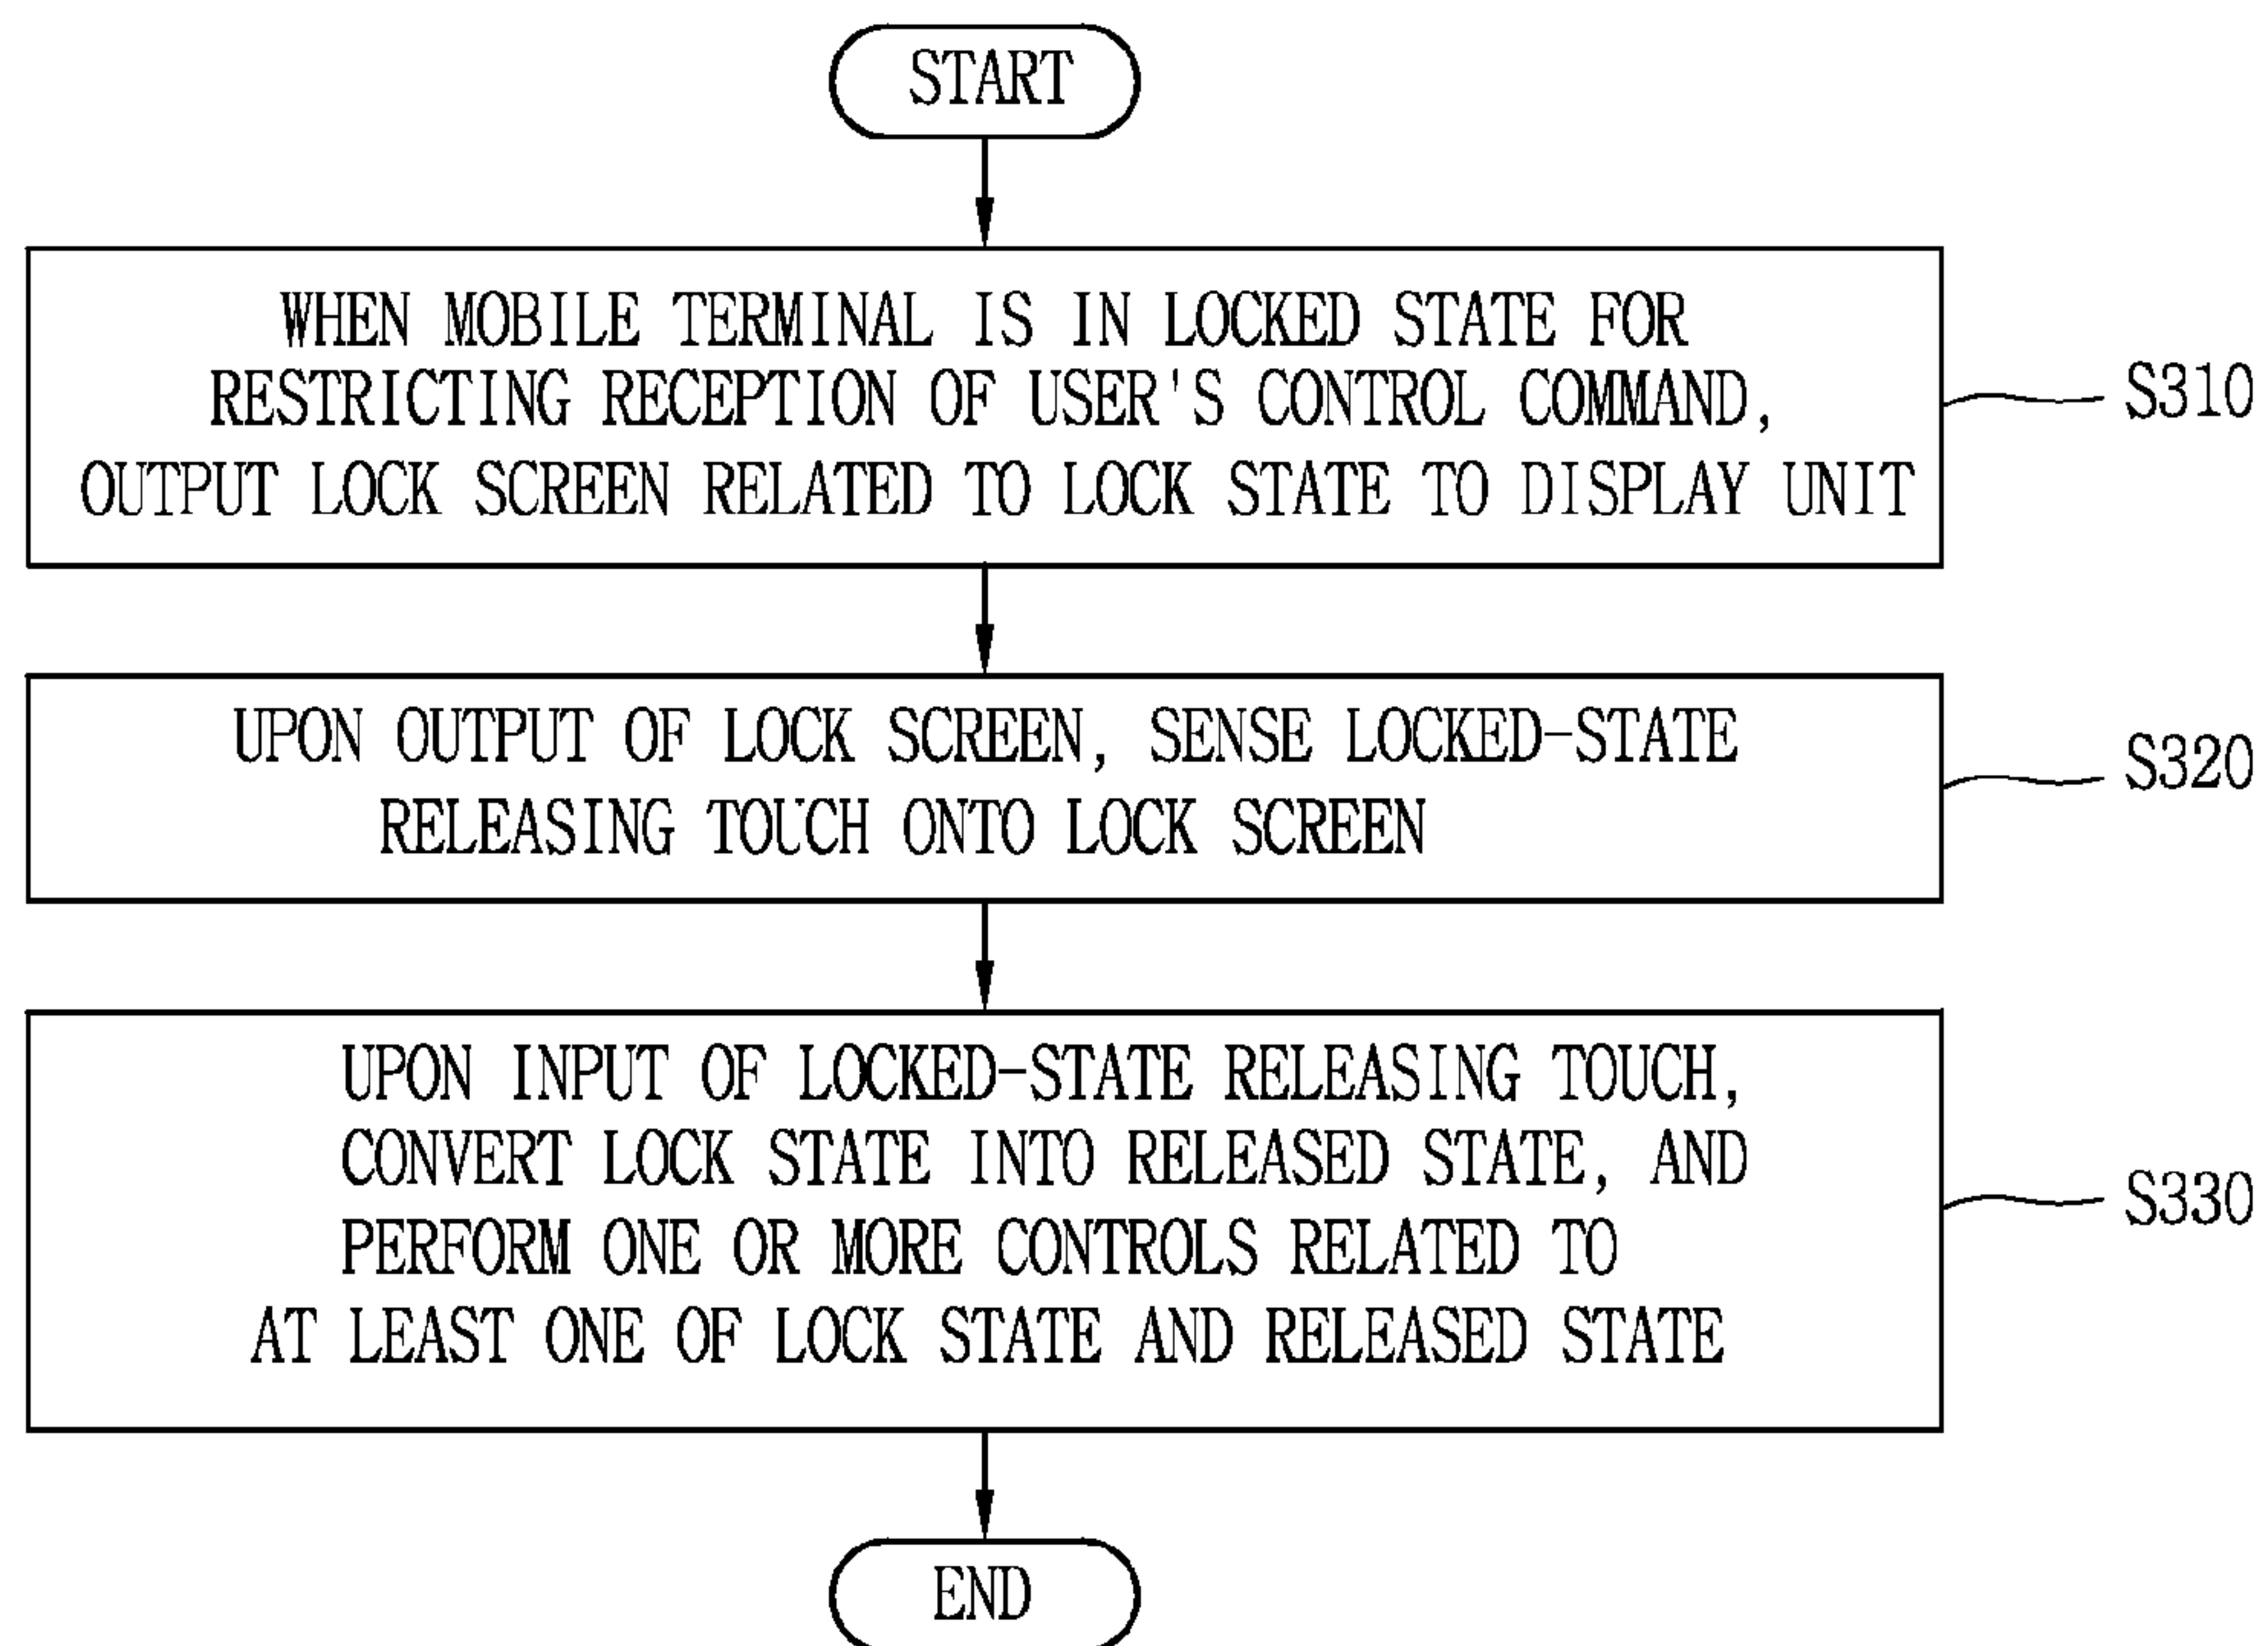 START
WHEN MOBILE TERMINAL IS IN LOCKED STATE FOR
RESTRICTING RECEPTION OF USER'S CONTROL COMMAND,
OUTPUT LOCK SCREEN RELATED TO LOCK STATE TO DISPLAY UNIT
S310
UPON OUTPUT OF LOCK SCREEN, SENSE LOCKED-STATE
RELEASING TOUCH ONTO LOCK SCREEN
S320
UPON INPUT OF LOCKED-STATE RELEASING TOUCH,
CONVERT LOCK STATE INTO RELEASED STATE, AND
PERFORM ONE OR MORE CONTROLS RELATED TO
AT LEAST ONE OF LOCK STATE AND RELEASED STATE
S330
END